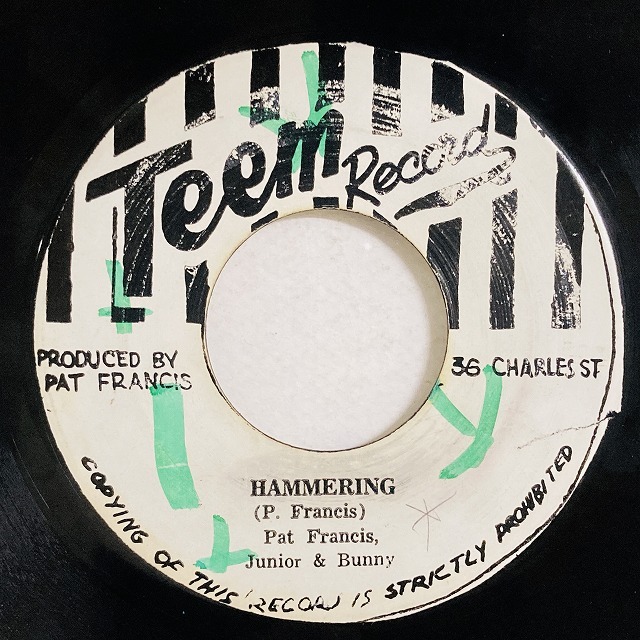 Teem Record
PRODUCED BY
PAT FRANCIS
36 CHARLES ST
HAMMERING
(P. Francis)
Pat Francis,
Junior & Bunny
COPYING OF THIS RECORD IS STRICTLY PROHIBITED